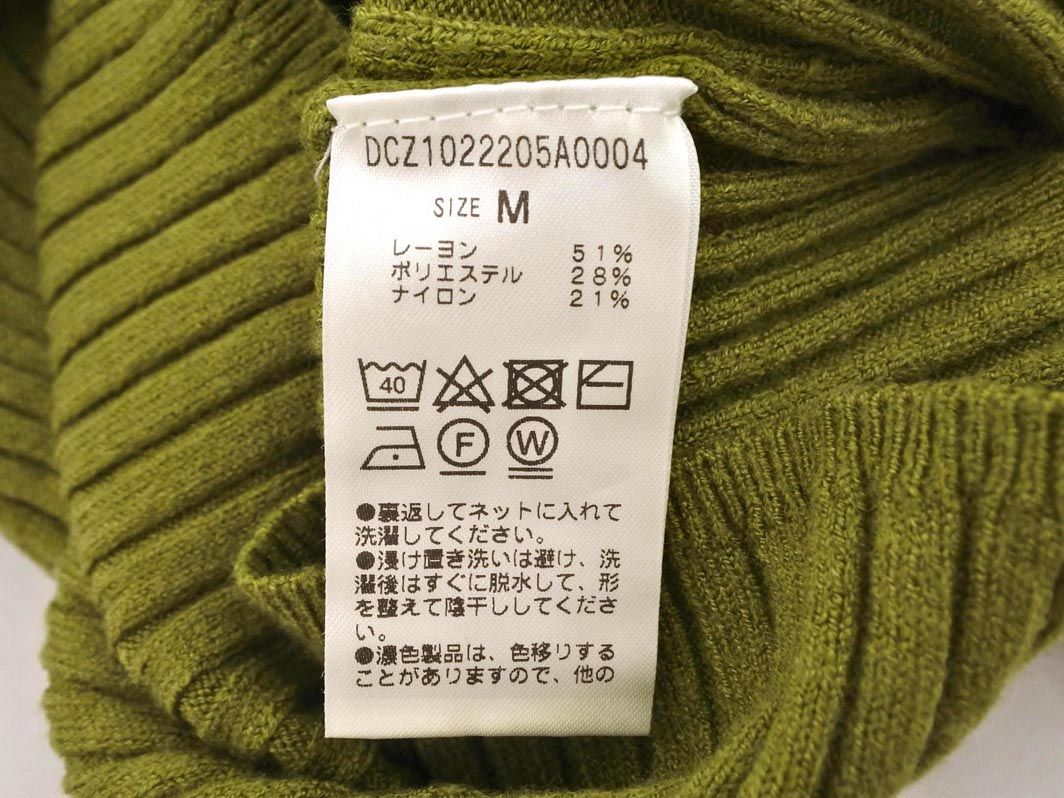 DCZ1022205A0004
SIZE M
レーヨン 51%
ポリエステル 28%
ナイロン 21%
40
F W
●裏返してネットに入れて
洗濯してください。
●浸け置き洗いは避け、洗
濯後はすぐに脱水して、形
を整えて陰干ししてくださ
い。
●濃色製品は、色移りする
ことがありますので、他の